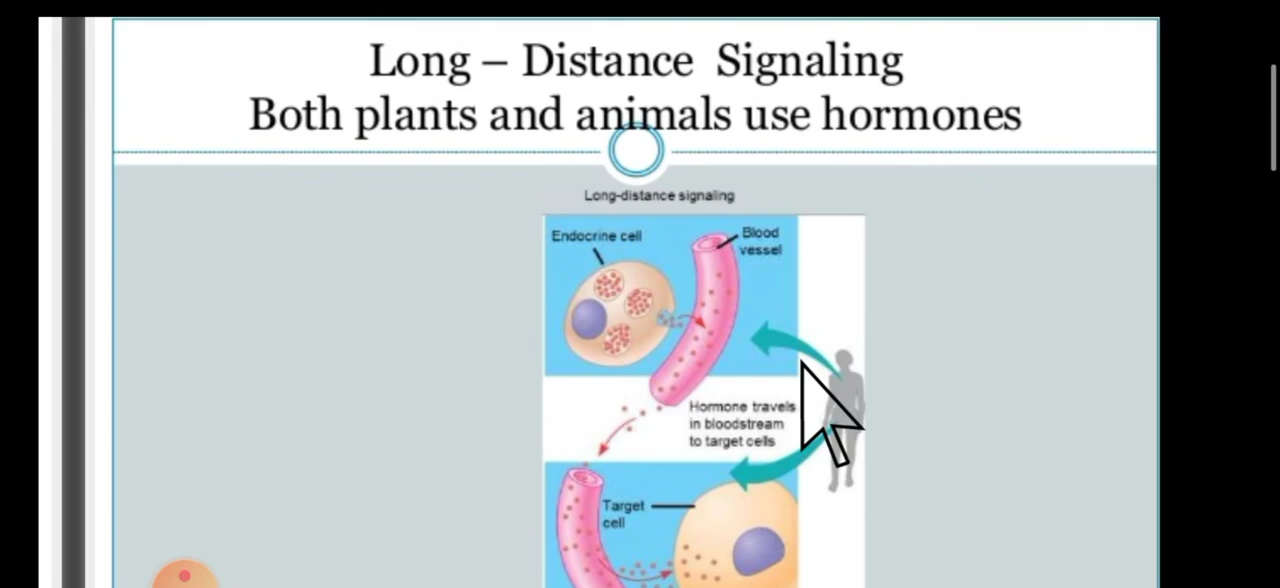 Long – Distance Signaling
Both plants and animals use hormones
Long-distance signaling
Endocrine cell
Blood
vessel
Hormone travels
in bloodstream
to target cells
Target
cell